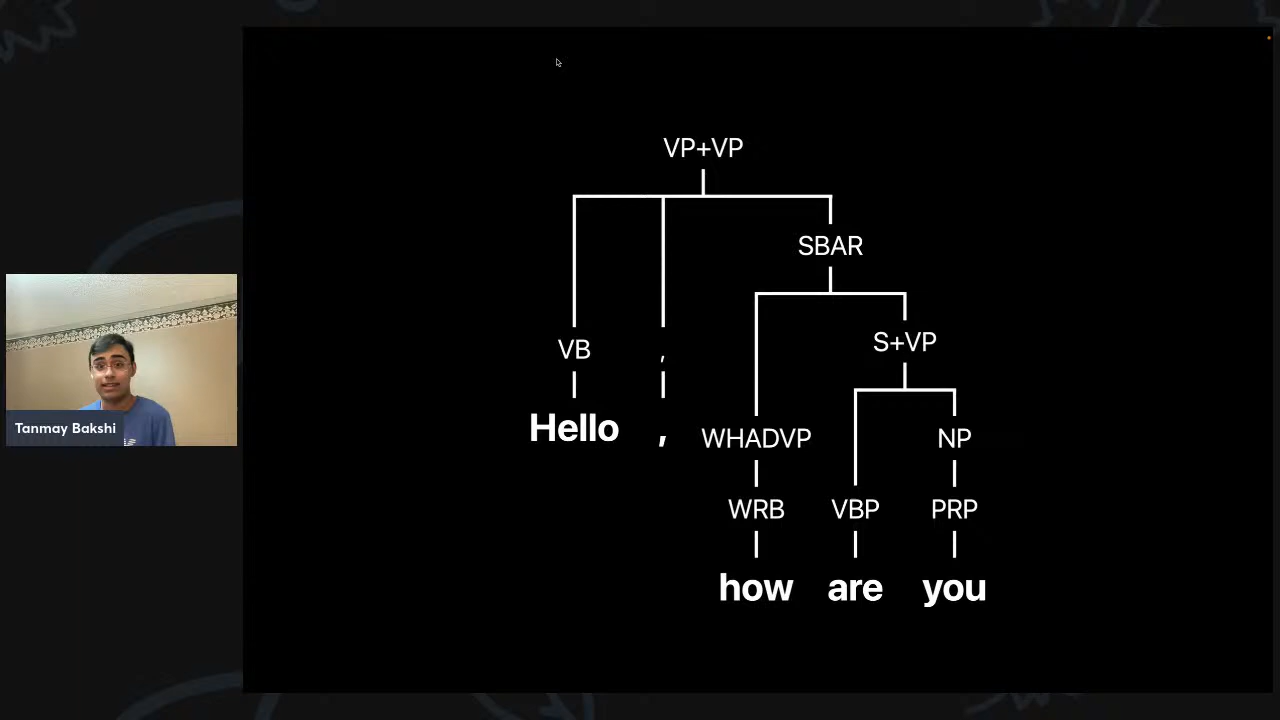 VP+VP
SBAR
S+VP
VB ,
Hello , WHADVP NP
WRB VBP PRP
how are you
Tanmay Bakshi